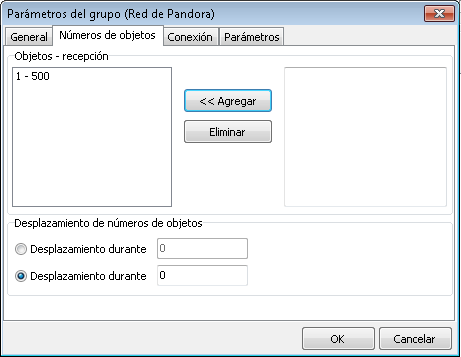 Parámetros del grupo (Red de Pandora)
General
Números de objetos
Conexión
Parámetros
Objetos - recepción
1 - 500
<< Agregar
Eliminar
Desplazamiento de números de objetos
Desplazamiento durante 0
Desplazamiento durante 0
OK
Cancelar